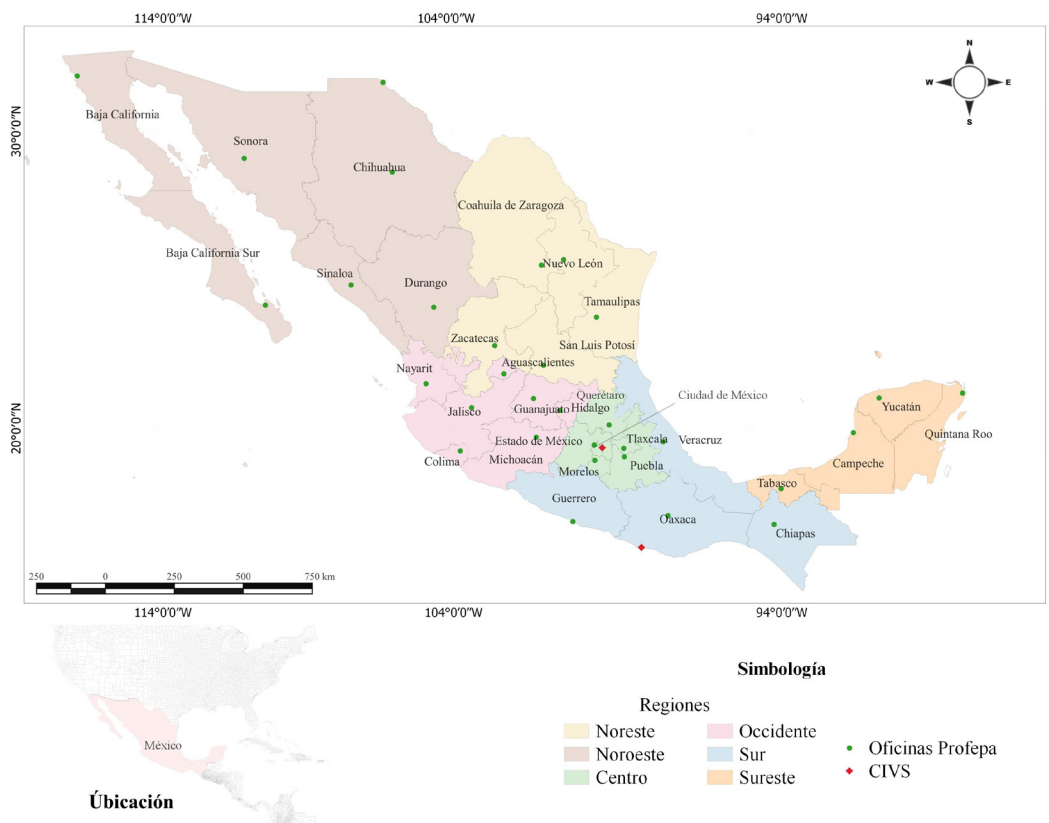 114°0'0"W 104°0'0"W 94°0'0"W
N
W E
S
30°0'0"N
20°0'0"N
Baja California
Sonora
Chihuahua
Coahuila de Zaragoza
Baja California Sur
Sinaloa
Durango
Nuevo León
Tamaulipas
Zacatecas
San Luis Potosí
Nayarit
Aguascalientes
Querétaro
Ciudad de México
Jalisco
Guanajuato
Hidalgo
Yucatán
Quintana Roo
Estado de México
Tlaxcala
Veracruz
Colima
Michoacán
Morelos
Puebla
Campeche
Tabasco
Guerrero
Oaxaca
Chiapas
250 0 250 500 750 km
114°0'0"W 104°0'0"W 94°0'0"W
México
Úbicación
Simbología
Regiones
Noreste
Noroeste
Centro
Occidente
Sur
Sureste
Oficinas Profepa
CIVS